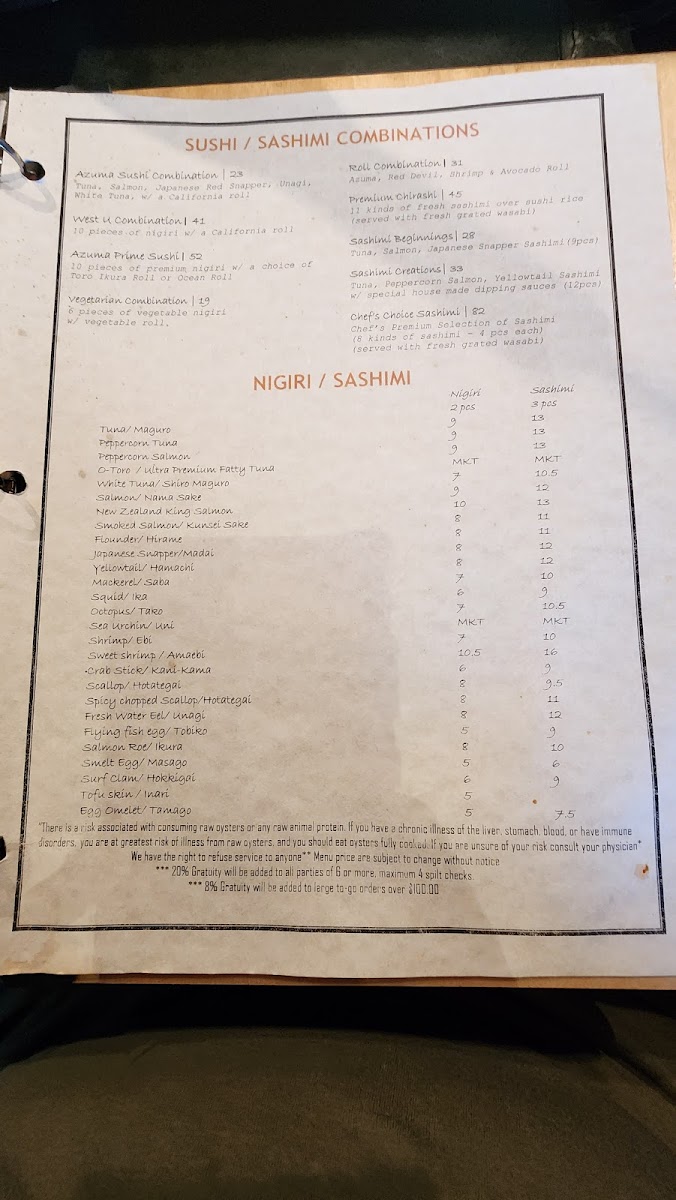 SUSHI / SASHIMI COMBINATIONS
Azuma Sushi Combination | 23
Tuna, Salmon, Japanese Red Snapper, Unagi,
White Tuna, w/ a California roll
West U Combination | 41
10 pieces of nigiri w/ a California roll
Azuma Prime Sushi | 52
10 pieces of premium nigiri w/ a choice of
Toro Ikura Roll or Ocean Roll
Vegetarian Combination | 19
6 pieces of vegetable nigiri
w/ vegetable roll.
Roll Combination | 31
Azuma, Red Devil, Shrimp & Avocado Roll
Premium Chirashi | 45
11 kinds of fresh sashimi over sushi rice
(served with fresh grated wasabi)
Sashimi Beginnings | 28
Tuna, Salmon, Japanese Snapper Sashimi (9pcs)
Sashimi Creations | 33
Tuna, Peppercorn Salmon, Yellowtail Sashimi
w/ special house made dipping sauces (12pcs)
Chef's Choice Sashimi | 82
Chef's Premium Selection of Sashimi
(8 kinds of sashimi - 4 pcs each)
(served with fresh grated wasabi)
NIGIRI / SASHIMI
Nigiri Sashimi
2 pcs 3 pcs
Tuna/ Maguro 9 13
Peppercorn Tuna 9 13
Peppercorn Salmon 9 13
O-Toro / Ultra Premium Fatty Tuna MKT MKT
White Tuna/ Shiro Maguro 7 10.5
Salmon/ Nama Sake 9 12
New Zealand King Salmon 10 13
Smoked Salmon/ Kunsei Sake 8 11
Flounder/ Hirame 8 11
Japanese Snapper/Madai 8 12
Yellowtail/ Hamachi 8 12
Mackerel/ Saba 7 10
Squid/ Ika 6 9
Octopus/ Tako 7 10.5
Sea Urchin/ Uni MKT MKT
Shrimp/ Ebi 7 10
Sweet shrimp / Amaebi 10.5 16
Crab Stick/ Kani-Kama 6 9
Scallop/ Hotategai 8 9.5
Spicy chopped Scallop/Hotategai 8 11
Fresh Water Eel/ Unagi 8 12
Flying fish egg/ Tobiko 5 9
Salmon Roe/ Ikura 8 10
Smelt Egg/ Masago 5 6
Surf Clam/ Hokkigai 6 9
Tofu skin / Inari 5
Egg Omelet/ Tamago 5 7.5
*There is a risk associated with consuming raw oysters or any raw animal protein. If you have a chronic illness of the liver, stomach, blood, or have immune
disorders, you are at greatest risk of illness from raw oysters, and you should eat oysters fully cooked. If you are unsure of your risk consult your physician*
We have the right to refuse service to anyone** Menu price are subject to change without notice
*** 20% Gratuity will be added to all parties of 6 or more, maximum 4 spilt checks.
*** 8% Gratuity will be added to large to-go orders over $100.00